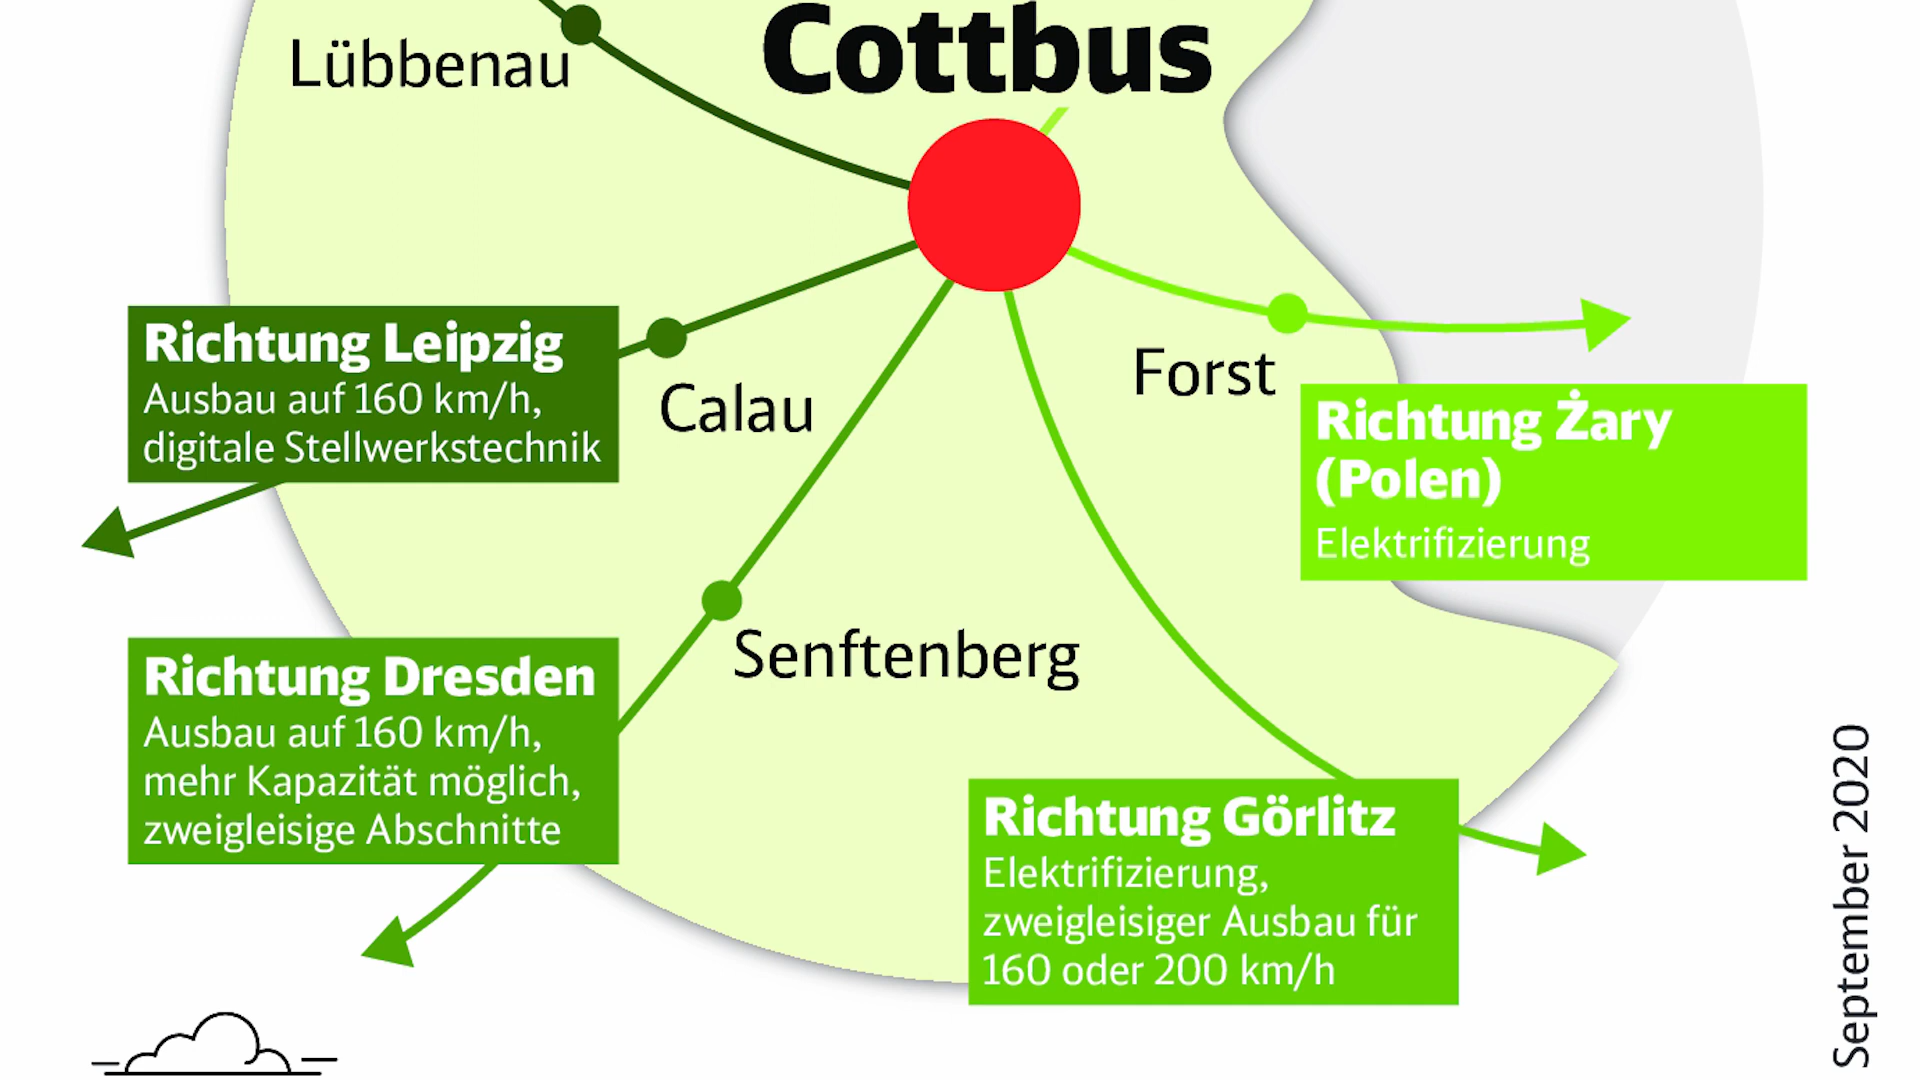 Cottbus
Lübbenau
Richtung Leipzig
Ausbau auf 160 km/h,
digitale Stellwerkstechnik
Calau
Forst
Richtung Żary
(Polen)
Elektrifizierung
Senftenberg
Richtung Dresden
Ausbau auf 160 km/h,
mehr Kapazität möglich,
zweigleisige Abschnitte
Richtung Görlitz
Elektrifizierung,
zweigleisiger Ausbau für
160 oder 200 km/h
September 2020